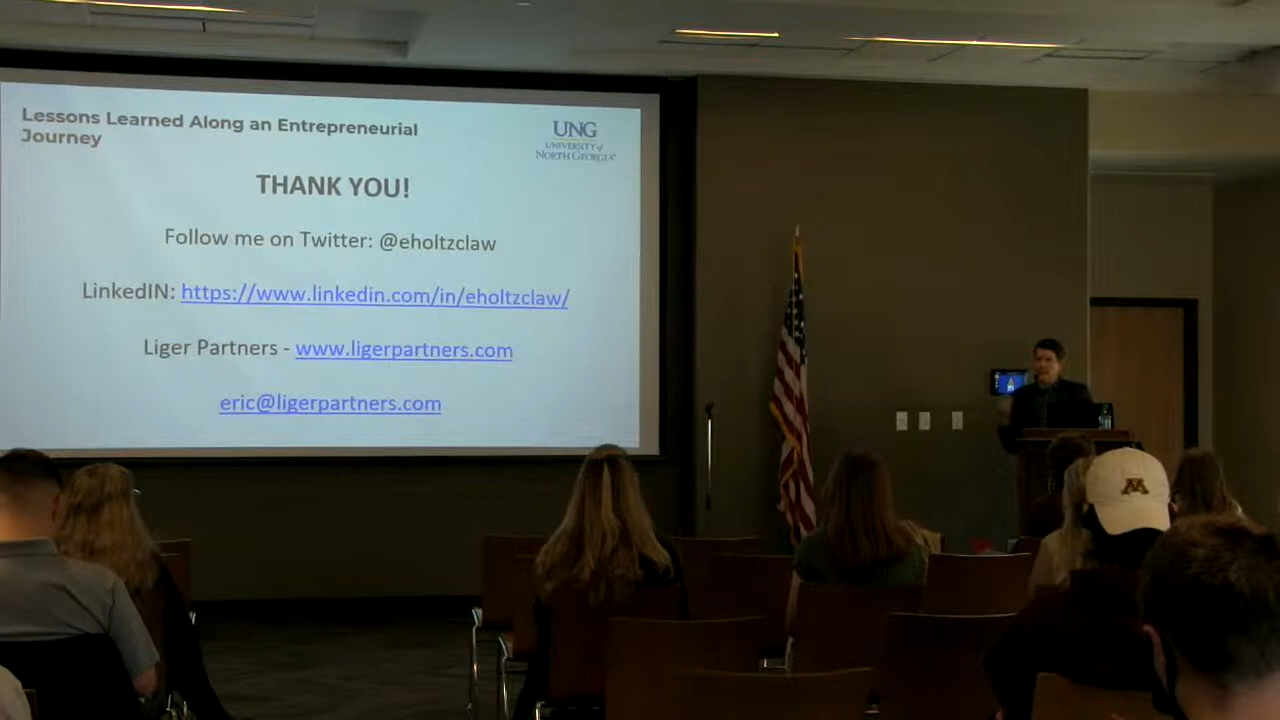 Lessons Learned Along an Entrepreneurial
Journey
UNG
UNIVERSITY of
NORTH GEORGIA
THANK YOU!
Follow me on Twitter: @eholtzclaw
LinkedIN: https://www.linkedin.com/in/eholtzclaw/
Liger Partners - www.ligerpartners.com
eric@ligerpartners.com
M